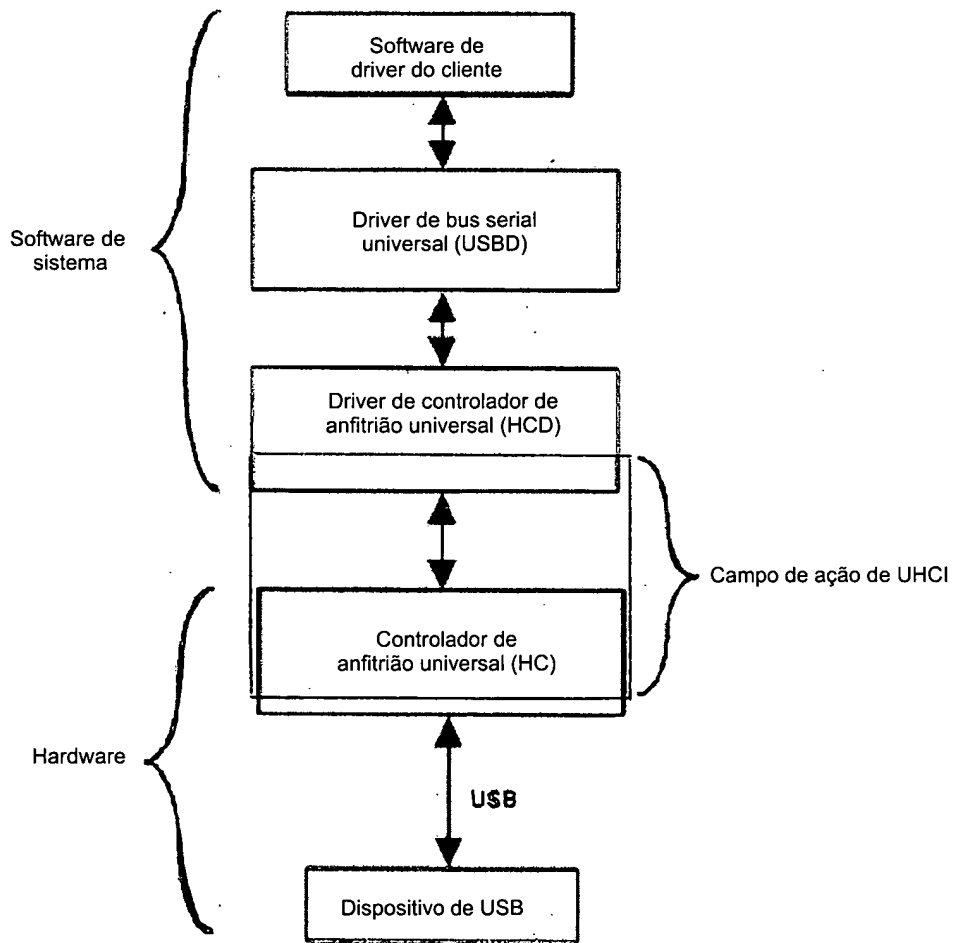 Software de
driver do cliente
Driver de bus serial
universal (USBD)
Software de
sistema
Driver de controlador de
anfitrião universal (HCD)
Campo de ação de UHCI
Controlador de
anfitrião universal (HC)
Hardware
USB
Dispositivo de USB